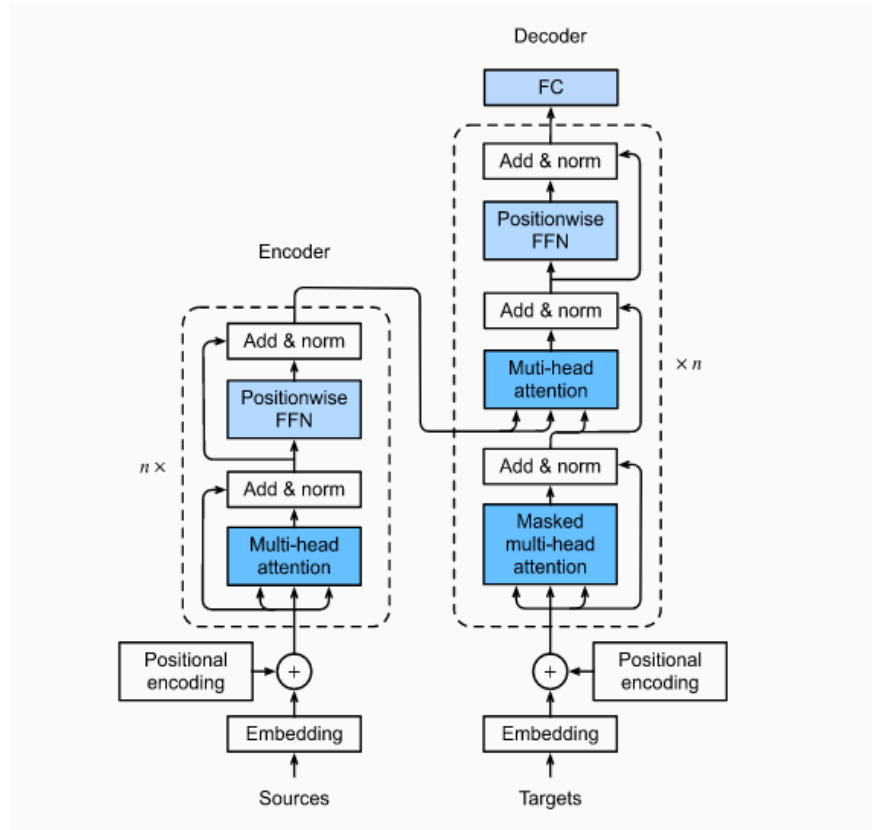 Decoder
FC
Add & norm
Positionwise
FFN
Add & norm
Muti-head
attention
× n
Add & norm
Masked
multi-head
attention
Positional
encoding
Embedding
Targets
Encoder
Add & norm
Positionwise
FFN
n ×
Add & norm
Multi-head
attention
Positional
encoding
+
+
Embedding
Sources